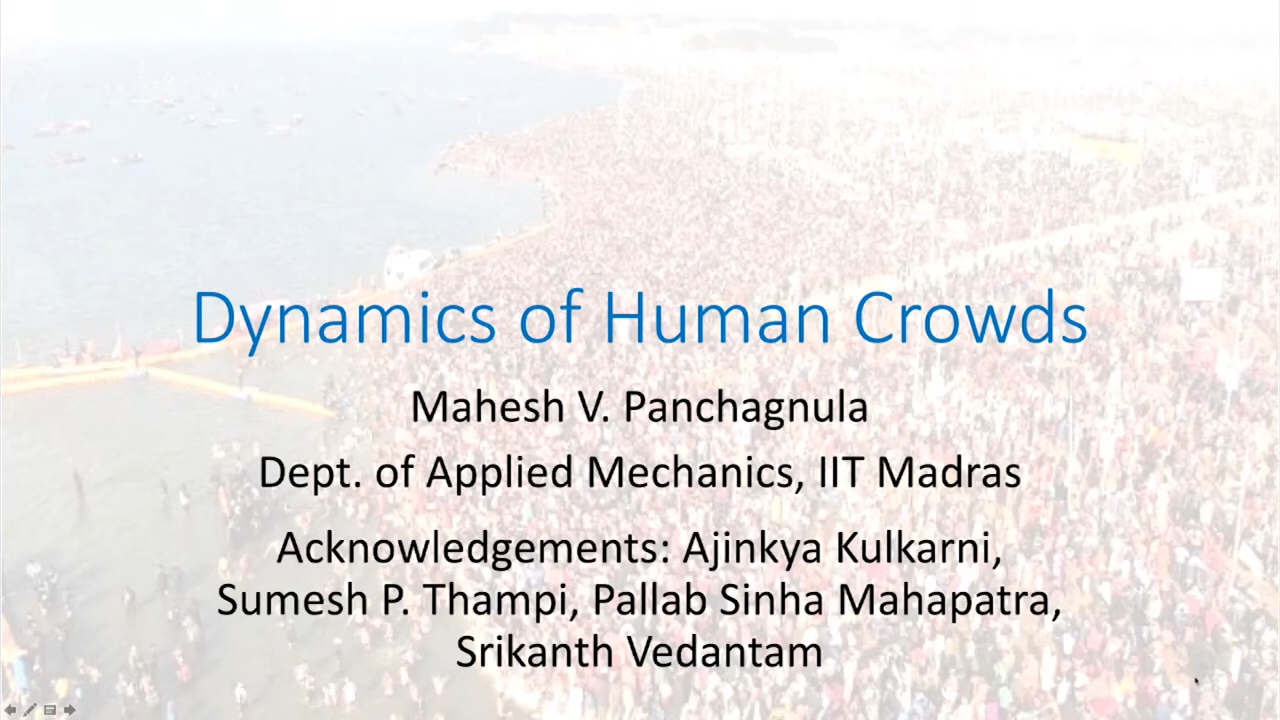 Dynamics of Human Crowds
Mahesh V. Panchagnula
Dept. of Applied Mechanics, IIT Madras
Acknowledgements: Ajinkya Kulkarni,
Sumesh P. Thampi, Pallab Sinha Mahapatra,
Srikanth Vedantam